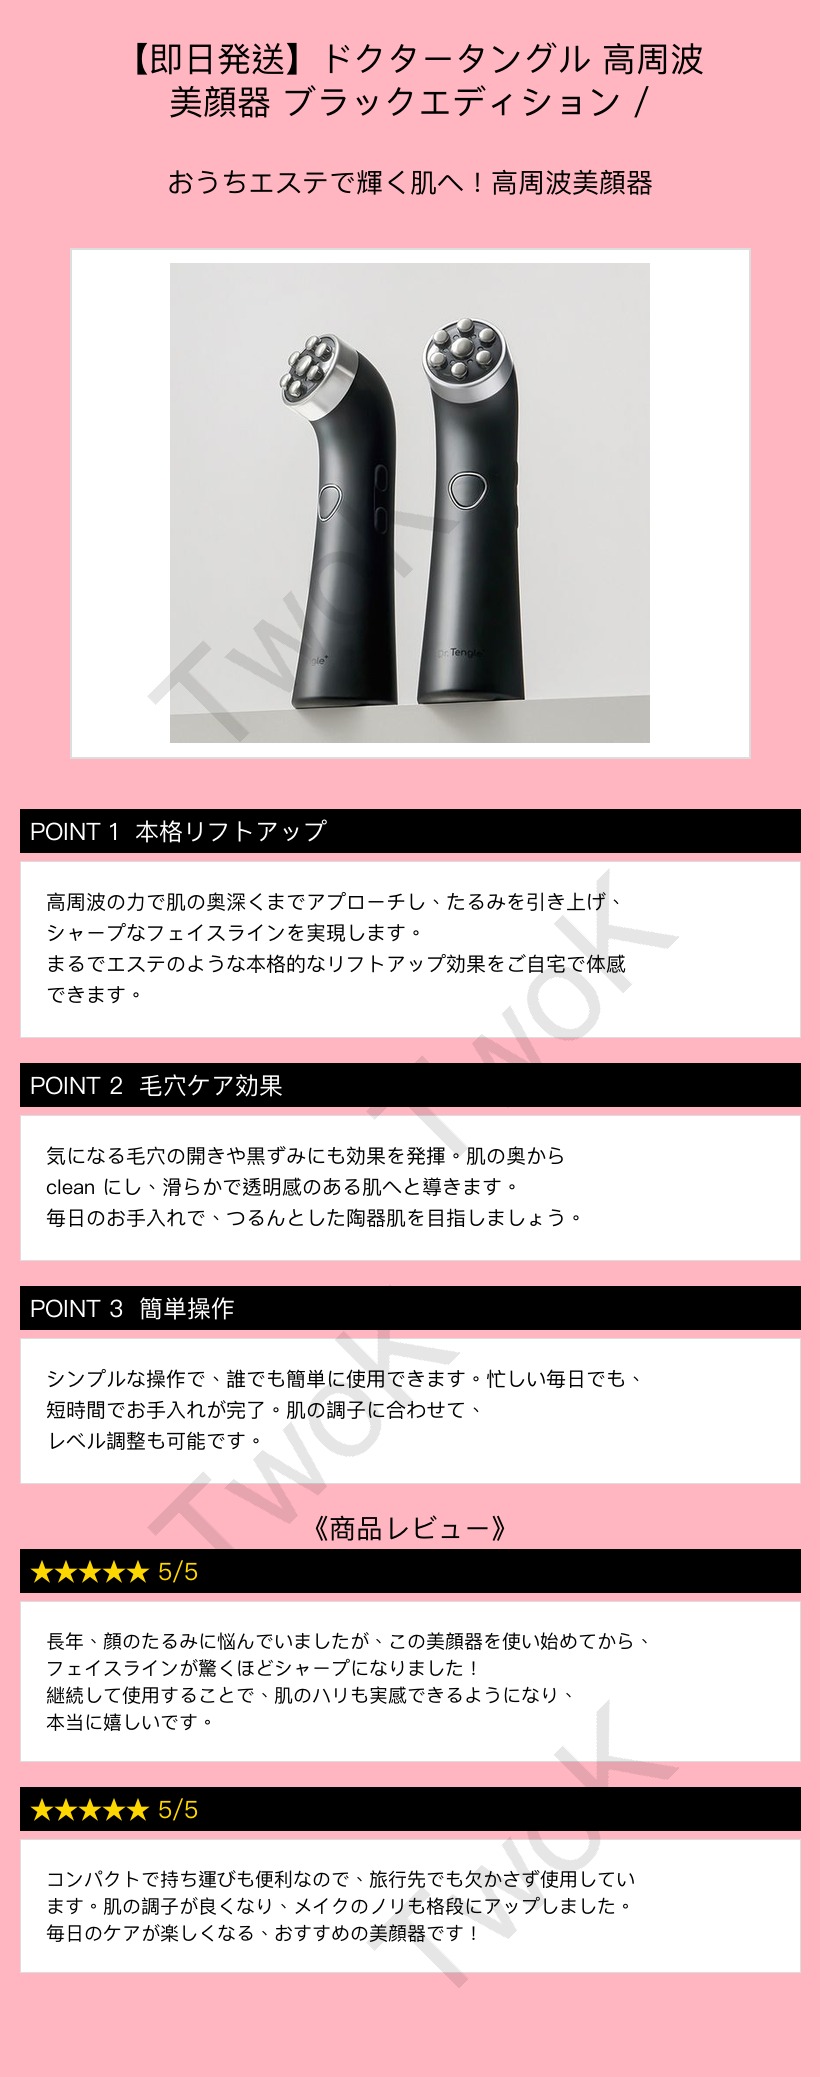 【即日発送】ドクタータングル 高周波
美顔器 ブラックエディション /
おうちエステで輝く肌へ！高周波美顔器
Dr.Tengle
TwoK
POINT 1 本格リフトアップ
高周波の力で肌の奥深くまでアプローチし、たるみを引き上げ、
シャープなフェイスラインを実現します。
まるでエステのような本格的なリフトアップ効果をご自宅で体感
できます。
TwoK
POINT 2 毛穴ケア効果
気になる毛穴の開きや黒ずみにも効果を発揮。肌の奥から
clean にし、滑らかで透明感のある肌へと導きます。
毎日のお手入れで、つるんとした陶器肌を目指しましょう。
POINT 3 簡単操作
シンプルな操作で、誰でも簡単に使用できます。忙しい毎日でも、
短時間でお手入れが完了。肌の調子に合わせて、
レベル調整も可能です。
TwoK
《商品レビュー》
★★★★★ 5/5
長年、顔のたるみに悩んでいましたが、この美顔器を使い始めてから、
フェイスラインが驚くほどシャープになりました！
継続して使用することで、肌のハリも実感できるようになり、
本当に嬉しいです。
★★★★★ 5/5
コンパクトで持ち運びも便利なので、旅行先でも欠かさず使用してい
ます。肌の調子が良くなり、メイクのノリも格段にアップしました。
毎日のケアが楽しくなる、おすすめの美顔器です！
TwoK